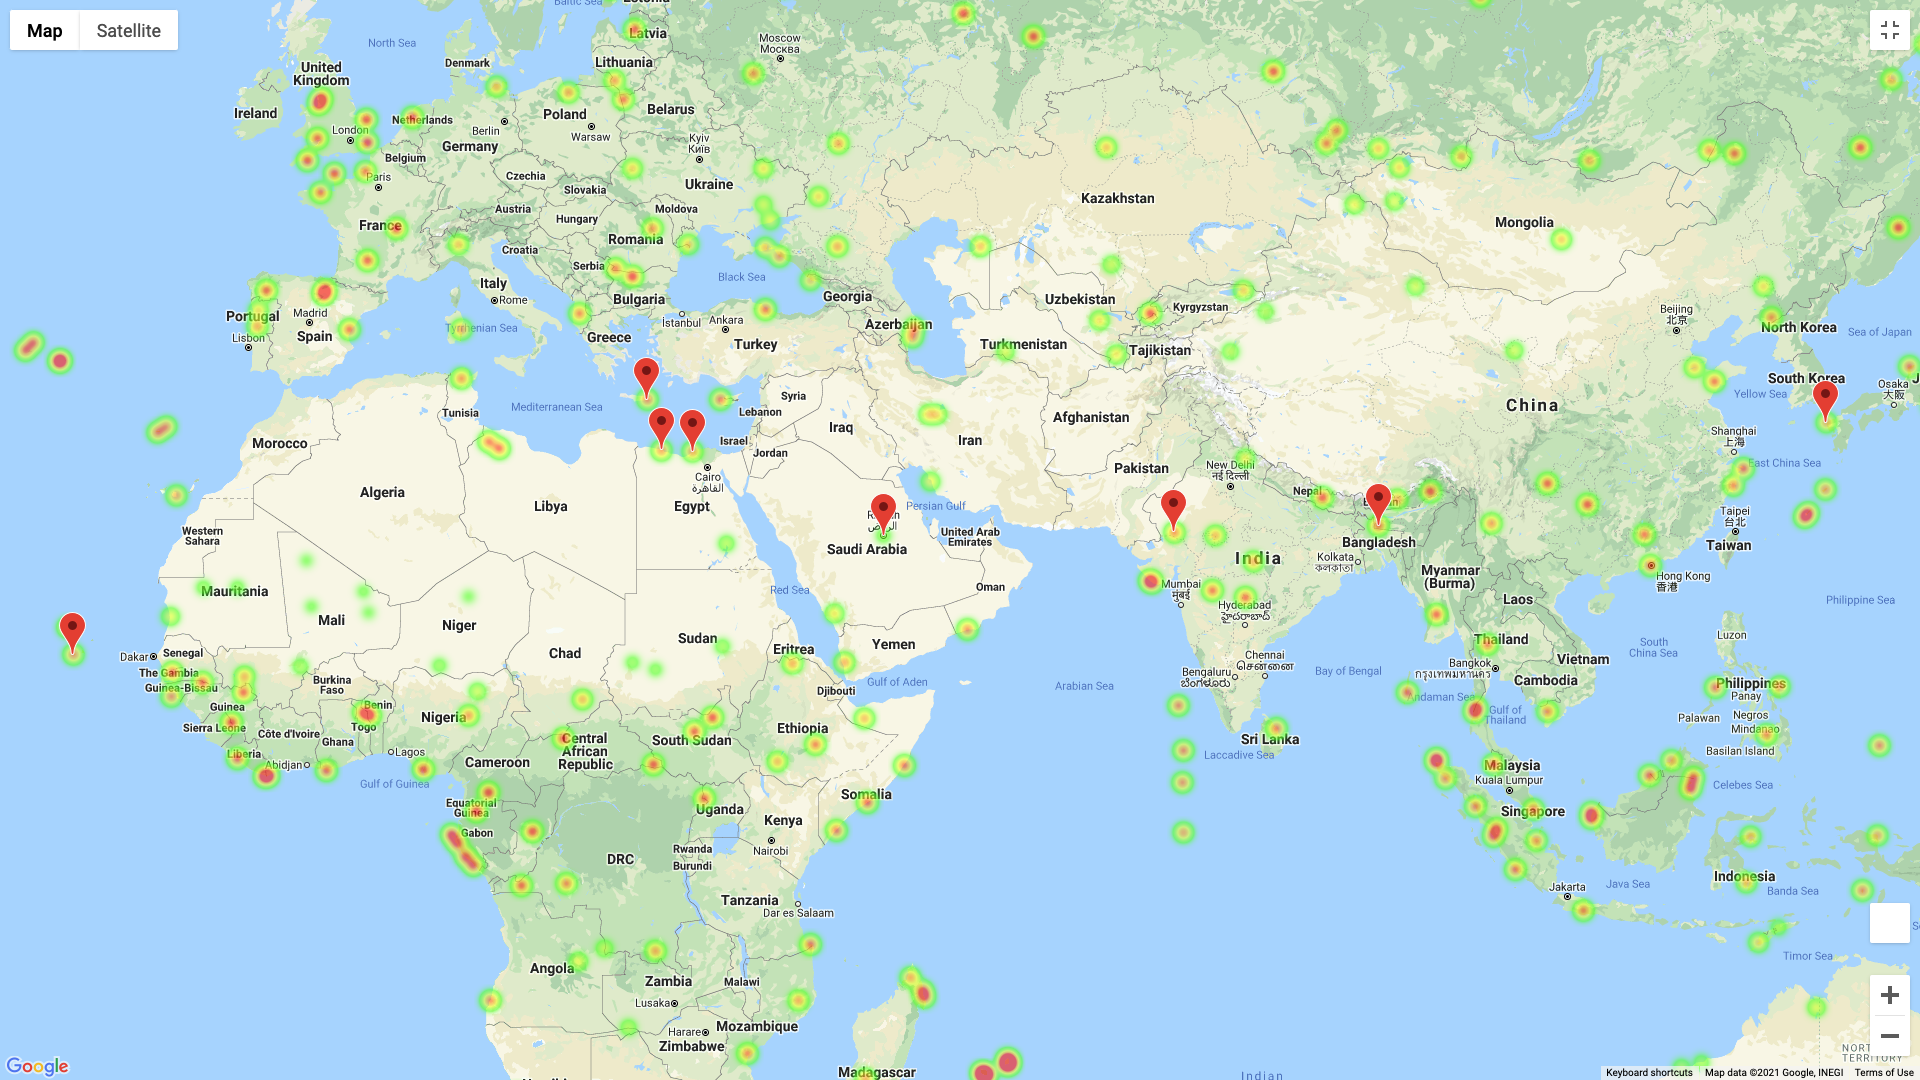 Map
Satellite
Baltic Sea
Estonia
Latvia
Moscow
Москва
North Sea
Denmark
Lithuania
United
Kingdom
Ireland
Belarus
Netherlands
Poland
London
Berlin
Warsaw
Belgium
Germany
Kyiv
Київ
Paris
Czechia
Slovakia
Ukraine
Kazakhstan
Austria
Moldova
Hungary
Mongolia
France
Croatia
Romania
Serbia
Black Sea
Italy
Rome
Bulgaria
Georgia
Uzbekistan
Kyrgyzstan
Portugal
Madrid
İstanbul
Ankara
Azerbaijan
Beijing
北京
North Korea
Lisbon
Spain
Tyrrhenian Sea
Greece
Turkey
Turkmenistan
Tajikistan
Sea of Japan
South Korea
Osaka
大阪
Yellow Sea
Syria
Mediterranean Sea
Lebanon
Tunisia
Afghanistan
China
Iraq
Iran
Israel
Jordan
Morocco
Shanghai
上海
East China Sea
Pakistan
New Delhi
नई दिल्ली
Cairo
القاهرة
Algeria
Libya
Egypt
Nepal
Persian Gulf
Taipei
台北
Western
Sahara
United Arab
Emirates
Saudi Arabia
Bangladesh
Taiwan
India
Kolkata
কলকাতা
Myanmar
(Burma)
Hong Kong
香港
Red Sea
Oman
Mumbai
मुंबई
Mauritania
Laos
Philippine Sea
Hyderabad
Mali
Niger
Luzon
Sudan
Yemen
Thailand
South
China Sea
Chad
Eritrea
Dakar
Senegal
Vietnam
Chennai
சென்னை
Bangkok
กรุงเทพมหานคร
The Gambia
Guinea-Bissau
Burkina
Faso
Bengaluru
ಬೆಂಗಳೂರು
Bay of Bengal
Gulf of Aden
Arabian Sea
Cambodia
Philippines
Djibouti
Andaman Sea
Panay
Guinea
Benin
Togo
Nigeria
Gulf of
Thailand
Palawan
Negros
Mindanao
Sierra Leone
Côte d'Ivoire
Ghana
Ethiopia
South Sudan
Central
African
Republic
Sri Lanka
Liberia
Lagos
Laccadive Sea
Basilan Island
Abidjan
Cameroon
Malaysia
Kuala Lumpur
Gulf of Guinea
Celebes Sea
Somalia
Equatorial
Guinea
Uganda
Singapore
Kenya
Gabon
Nairobi
Rwanda
DRC
Burundi
Indonesia
Java Sea
Jakarta
Banda Sea
Tanzania
Dar es Salaam
Timor Sea
Angola
Zambia
Malawi
Lusaka
Mozambique
Harare
Zimbabwe
Madagascar
Indian
Google
Keyboard shortcuts
Map data ©2021 Google, INEGI
Terms of Use